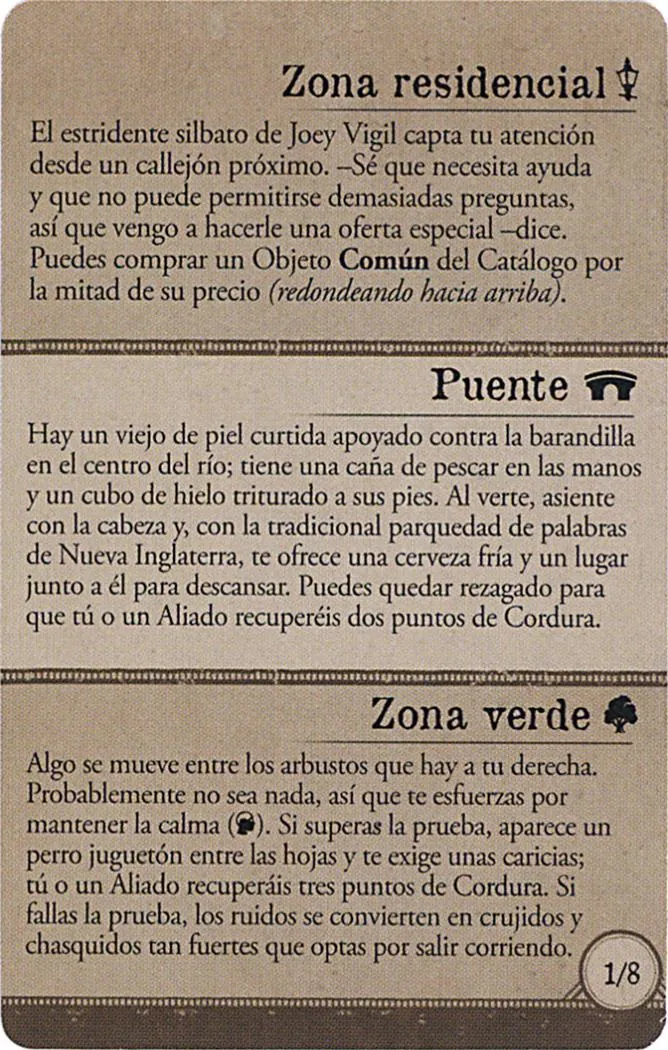 Zona residencial
El estridente silbato de Joey Vigil capta tu atención
desde un callejón próximo. –Sé que necesita ayuda
y que no puede permitirse demasiadas preguntas,
así que vengo a hacerle una oferta especial –dice.
Puedes comprar un Objeto Común del Catálogo por
la mitad de su precio (redondeando hacia arriba).
Puente
Hay un viejo de piel curtida apoyado contra la barandilla
en el centro del río; tiene una caña de pescar en las manos
y un cubo de hielo triturado a sus pies. Al verte, asiente
con la cabeza y, con la tradicional parquedad de palabras
de Nueva Inglaterra, te ofrece una cerveza fría y un lugar
junto a él para descansar. Puedes quedar rezagado para
que tú o un Aliado recuperéis dos puntos de Cordura.
Zona verde
Algo se mueve entre los arbustos que hay a tu derecha.
Probablemente no sea nada, así que te esfuerzas por
mantener la calma (). Si superas la prueba, aparece un
perro juguetón entre las hojas y te exige unas caricias;
tú o un Aliado recuperáis tres puntos de Cordura. Si
fallas la prueba, los ruidos se convierten en crujidos y
chasquidos tan fuertes que optas por salir corriendo.
1/8